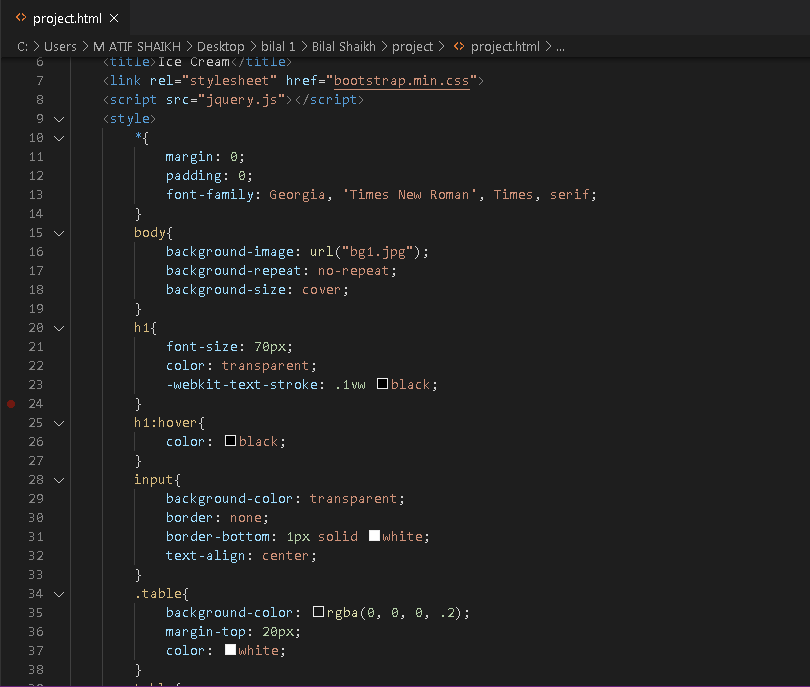 project.html
C: > Users > M ATIF SHAIKH > Desktop > bilal 1 > Bilal Shaikh > project > project.html > ...
6 <title>Ice Cream</title>
7 <link rel="stylesheet" href="bootstrap.min.css">
8 <script src="jquery.js"></script>
9 <style>
10 *{
11 margin: 0;
12 padding: 0;
13 font-family: Georgia, 'Times New Roman', Times, serif;
14 }
15 body{
16 background-image: url("bg1.jpg");
17 background-repeat: no-repeat;
18 background-size: cover;
19 }
20 h1{
21 font-size: 70px;
22 color: transparent;
23 -webkit-text-stroke: .1vw black;
24 }
25 h1:hover{
26 color: black;
27 }
28 input{
29 background-color: transparent;
30 border: none;
31 border-bottom: 1px solid white;
32 text-align: center;
33 }
34 .table{
35 background-color: rgba(0, 0, 0, .2);
36 margin-top: 20px;
37 color: white;
38 }